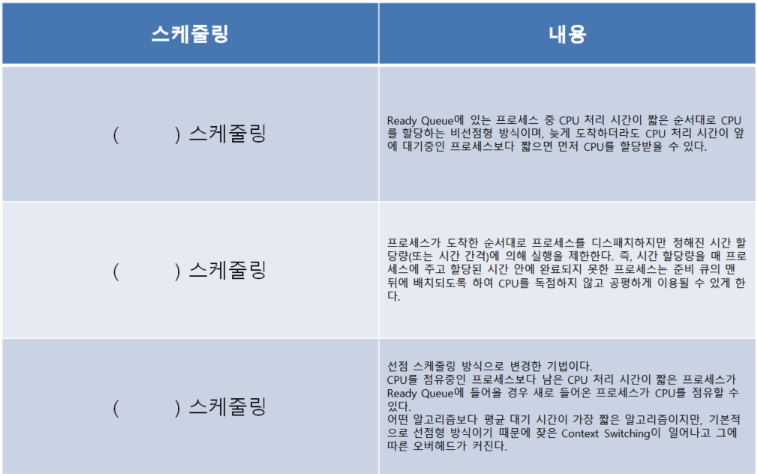 스케줄링
내용
( ) 스케줄링
Ready Queue에 있는 프로세스 중 CPU 처리 시간이 짧은 순서대로 CPU
를 할당하는 비선점형 방식이며, 늦게 도착하더라도 CPU 처리 시간이 앞
에 대기중인 프로세스보다 짧으면 먼저 CPU를 할당받을 수 있다.
( ) 스케줄링
프로세스가 도착한 순서대로 프로세스를 디스패치하지만 정해진 시간 할
당량(또는 시간 간격)에 의해 실행을 제한한다. 즉, 시간 할당량을 매 프로
세스에 주고 할당된 시간 안에 완료되지 못한 프로세스는 준비 큐의 맨
뒤에 배치되도록 하여 CPU를 독점하지 않고 공평하게 이용될 수 있게 한
다.
( ) 스케줄링
선점 스케줄링 방식으로 변경한 기법이다.
CPU를 점유중인 프로세스보다 남은 CPU 처리 시간이 짧은 프로세스가
Ready Queue에 들어올 경우 새로 들어온 프로세스가 CPU를 점유할 수
있다.
어떤 알고리즘보다 평균 대기 시간이 가장 짧은 알고리즘이지만, 기본적
으로 선점형 방식이기 때문에 잦은 Context Switching이 일어나고 그에
따른 오버헤드가 커진다.